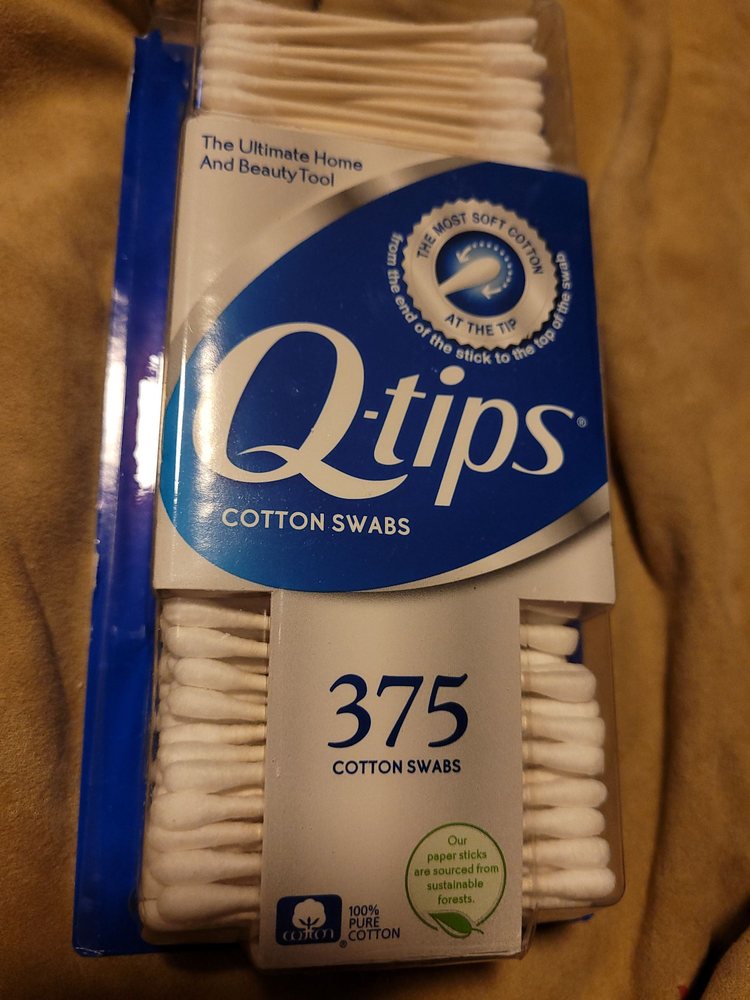 The Ultimate Home
And Beauty Tool
THE MOST SOFT COTTON
AT THE TIP
from the end of the stick to the top of the swab
Q-tips®
COTTON SWABS
375
COTTON SWABS
Our
paper sticks
are sourced from
sustainable
forests.
cotton®
100%
PURE
COTTON